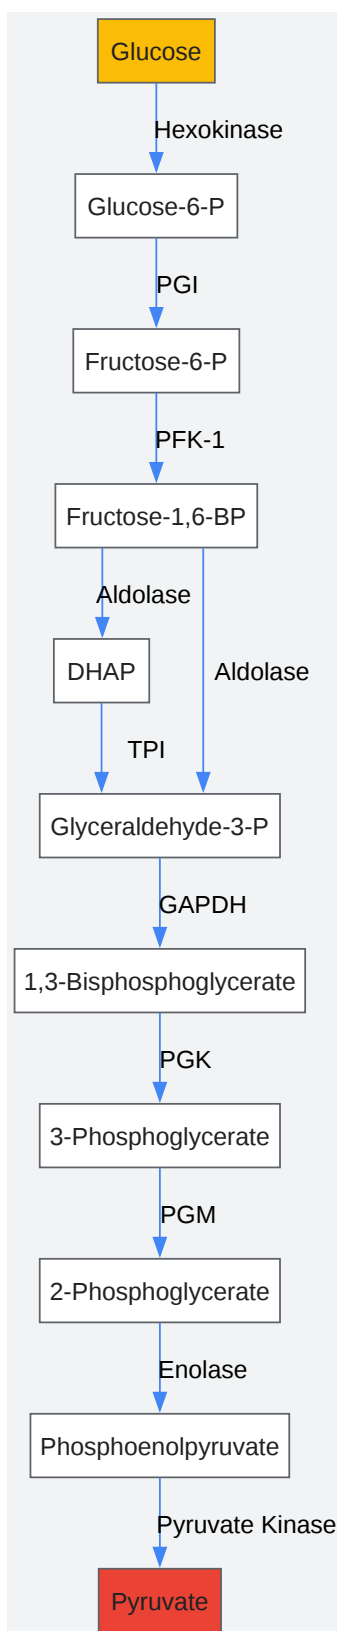 Glucose
Hexokinase
Glucose-6-P
PGI
Fructose-6-P
PFK-1
Fructose-1,6-BP
Aldolase
DHAP
Aldolase
TPI
Glyceraldehyde-3-P
GAPDH
1,3-Bisphosphoglycerate
PGK
3-Phosphoglycerate
PGM
2-Phosphoglycerate
Enolase
Phosphoenolpyruvate
Pyruvate Kinase
Pyruvate